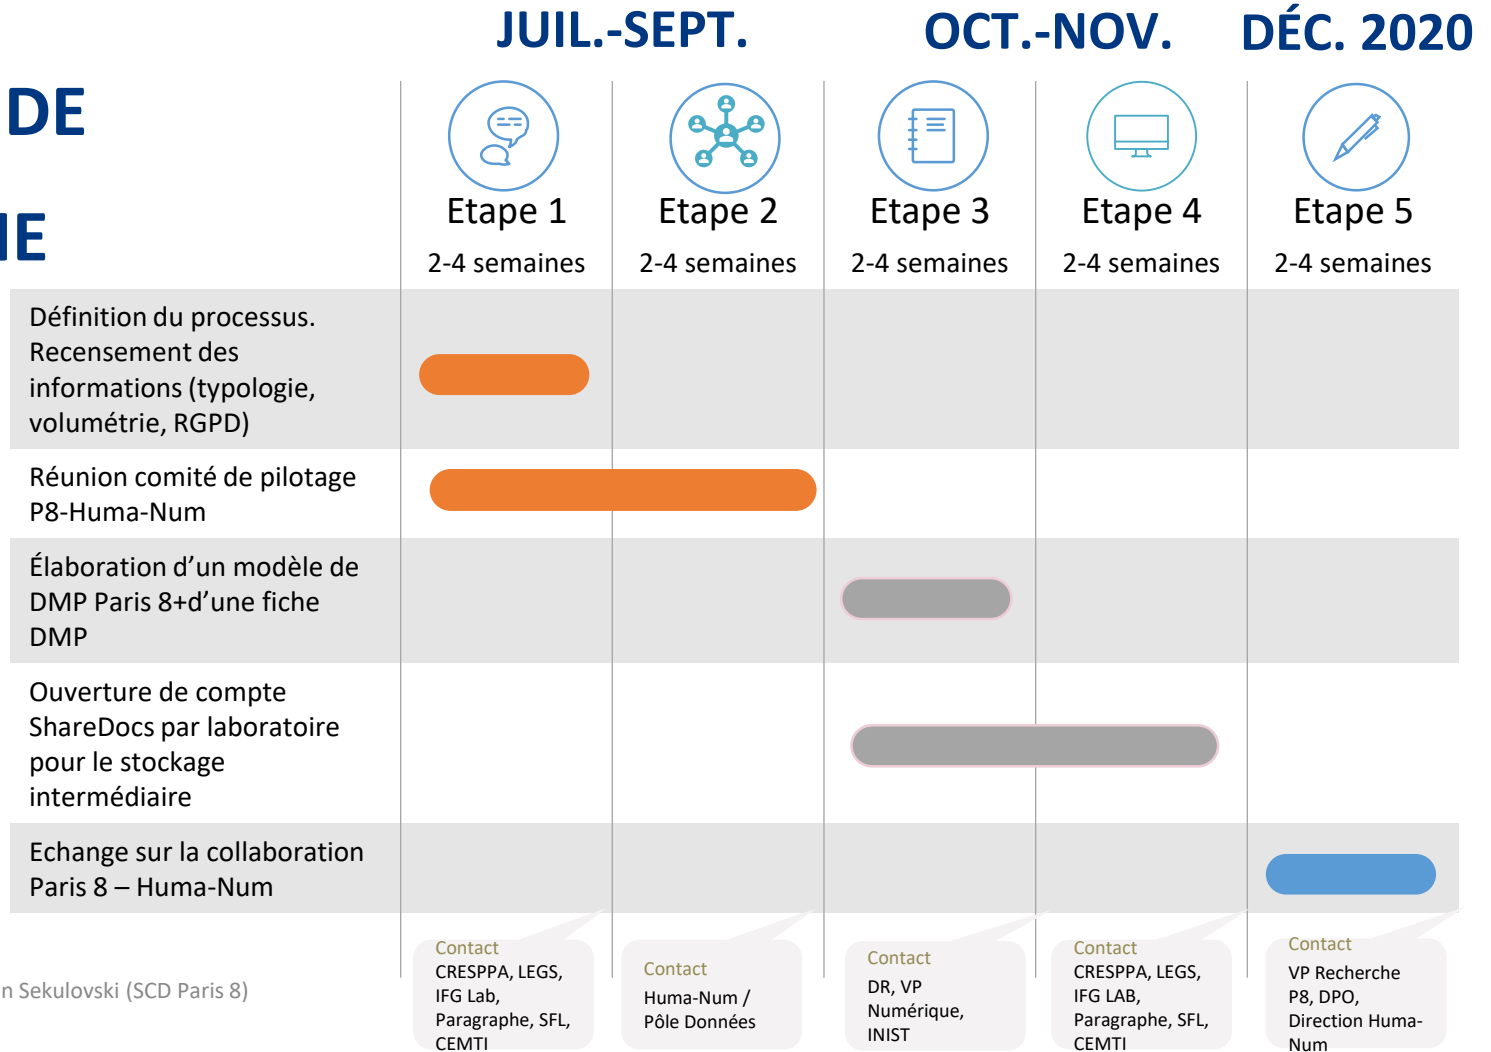 JUIL.-SEPT.
OCT.-NOV.
DÉC. 2020
DE
IE
Etape 1
2-4 semaines
Etape 2
2-4 semaines
Etape 3
2-4 semaines
Etape 4
2-4 semaines
Etape 5
2-4 semaines
Définition du processus.
Recensement des
informations (typologie,
volumétrie, RGPD)
Réunion comité de pilotage
P8-Huma-Num
Élaboration d’un modèle de
DMP Paris 8+d’une fiche
DMP
Ouverture de compte
ShareDocs par laboratoire
pour le stockage
intermédiaire
Echange sur la collaboration
Paris 8 – Huma-Num
Contact
CRESPPA, LEGS,
IFG Lab,
Paragraphe, SFL,
CEMTI
Contact
Huma-Num /
Pôle Données
Contact
DR, VP
Numérique,
INIST
Contact
CRESPPA, LEGS,
IFG LAB,
Paragraphe, SFL,
CEMTI
Contact
VP Recherche
P8, DPO,
Direction Huma-
Num
n Sekulovski (SCD Paris 8)